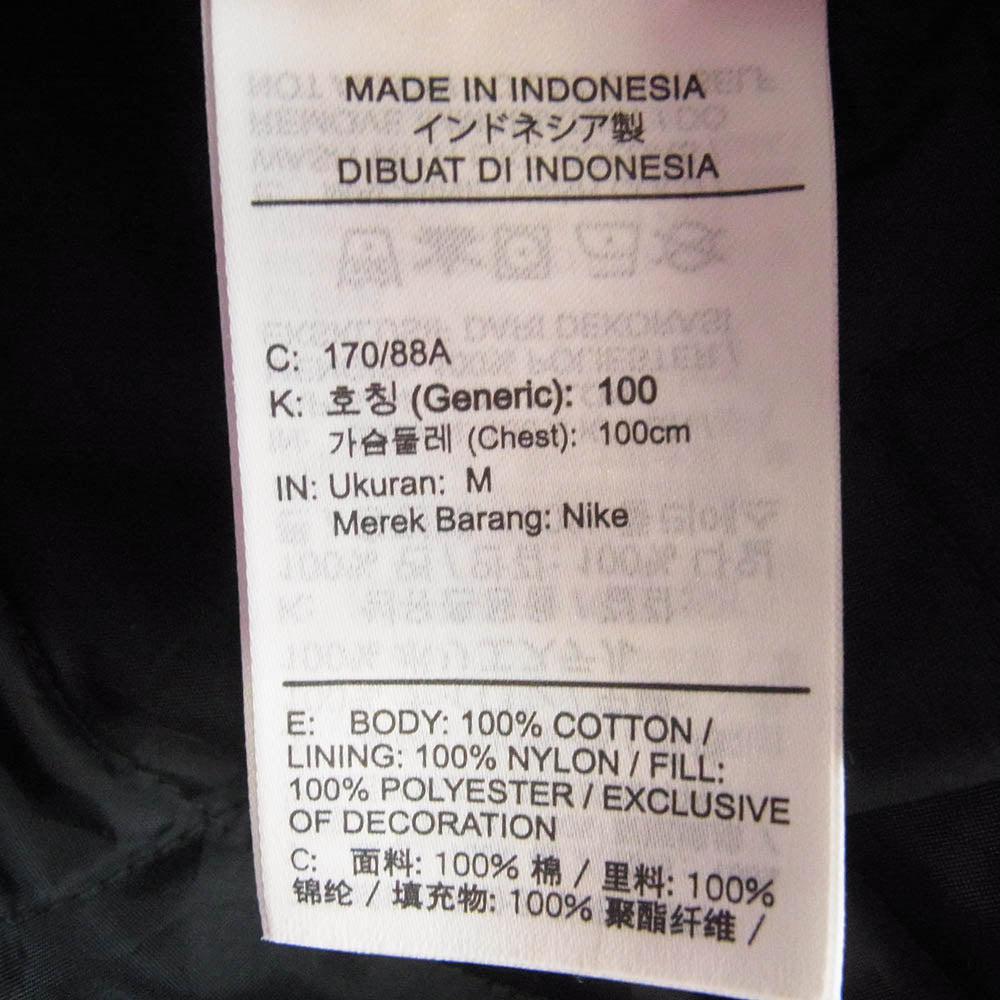 MADE IN INDONESIA
インドネシア製
DIBUAT DI INDONESIA
C: 170/88A
K: 호칭 (Generic): 100
가슴둘레 (Chest): 100cm
IN: Ukuran: M
Merek Barang: Nike
E: BODY: 100% COTTON /
LINING: 100% NYLON / FILL:
100% POLYESTER / EXCLUSIVE
OF DECORATION
C: 面料: 100% 棉 / 里料: 100%
锦纶 / 填充物: 100% 聚酯纤维 /